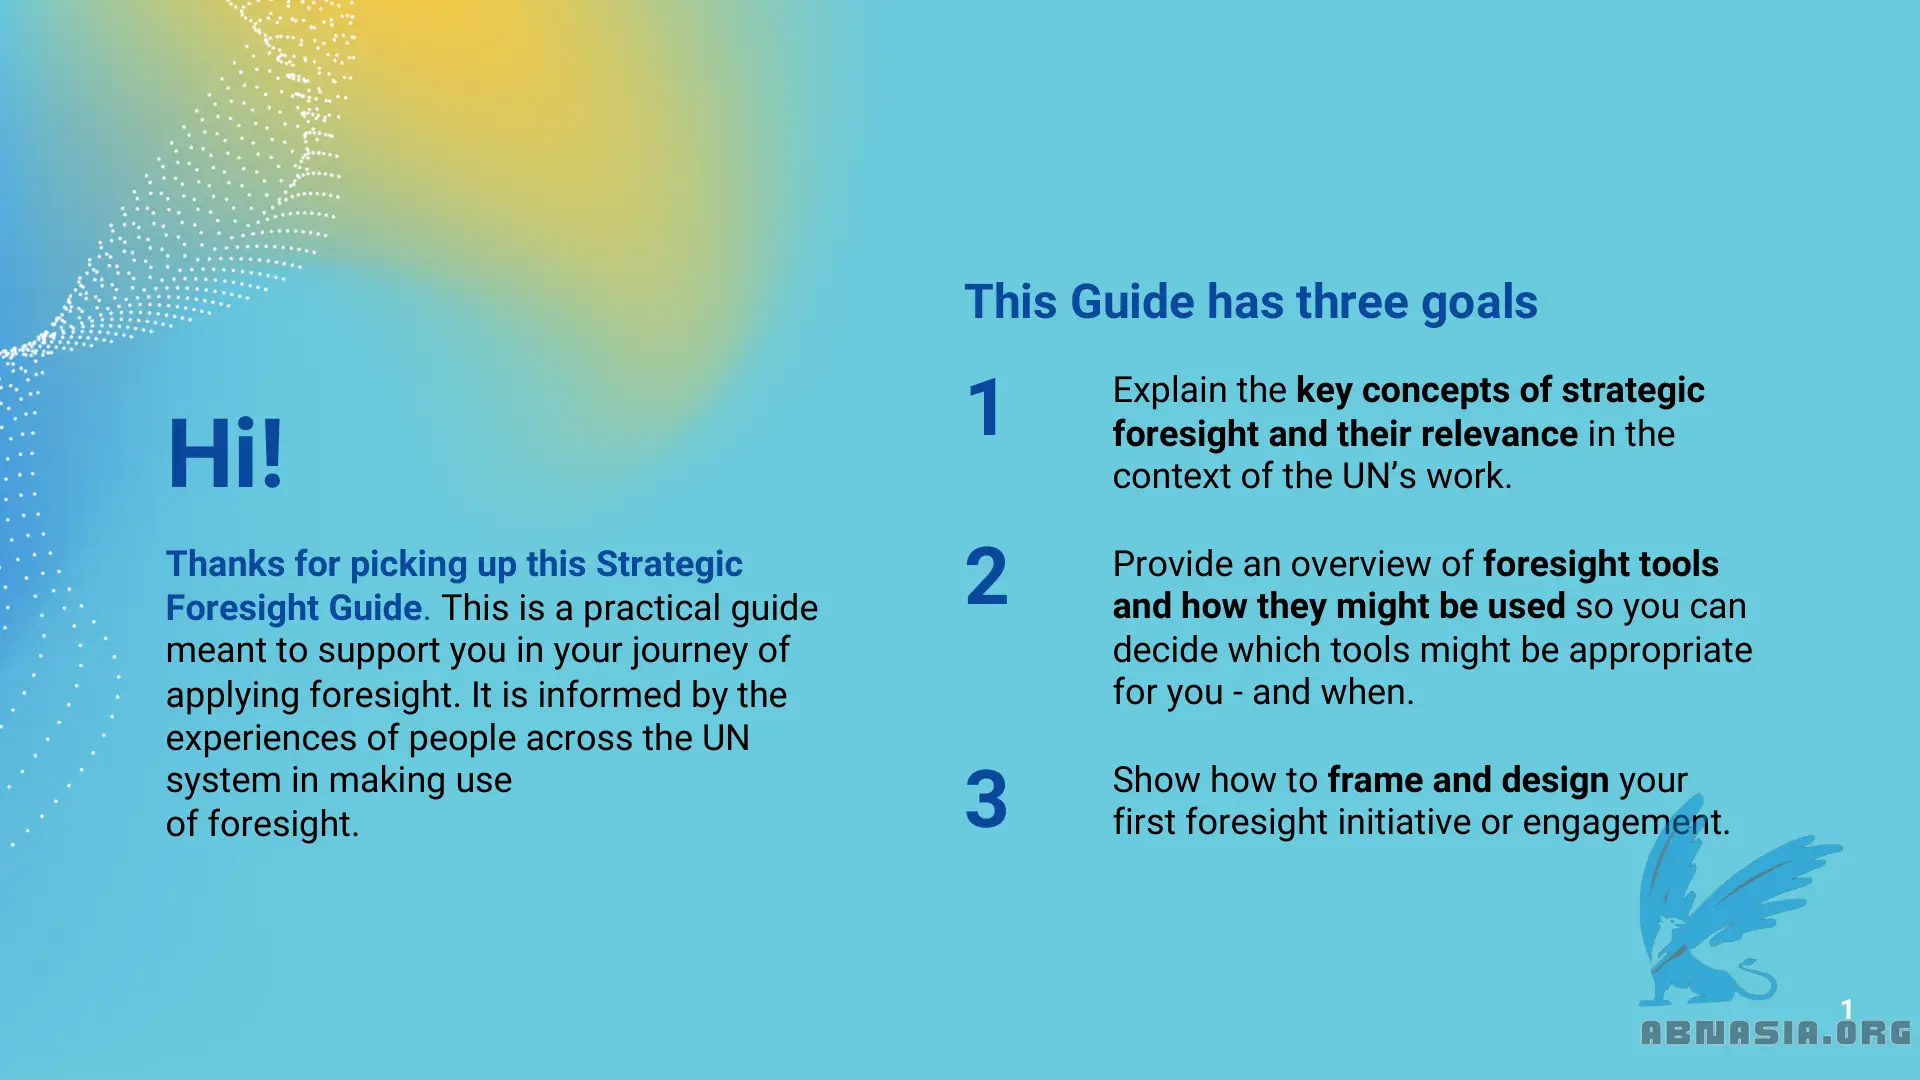 Hi!
Thanks for picking up this Strategic
Foresight Guide. This is a practical guide
meant to support you in your journey of
applying foresight. It is informed by the
experiences of people across the UN
system in making use
of foresight.
This Guide has three goals
1
Explain the key concepts of strategic
foresight and their relevance in the
context of the UN’s work.
2
Provide an overview of foresight tools
and how they might be used so you can
decide which tools might be appropriate
for you - and when.
3
Show how to frame and design your
first foresight initiative or engagement.
1
ABNASIA.ORG